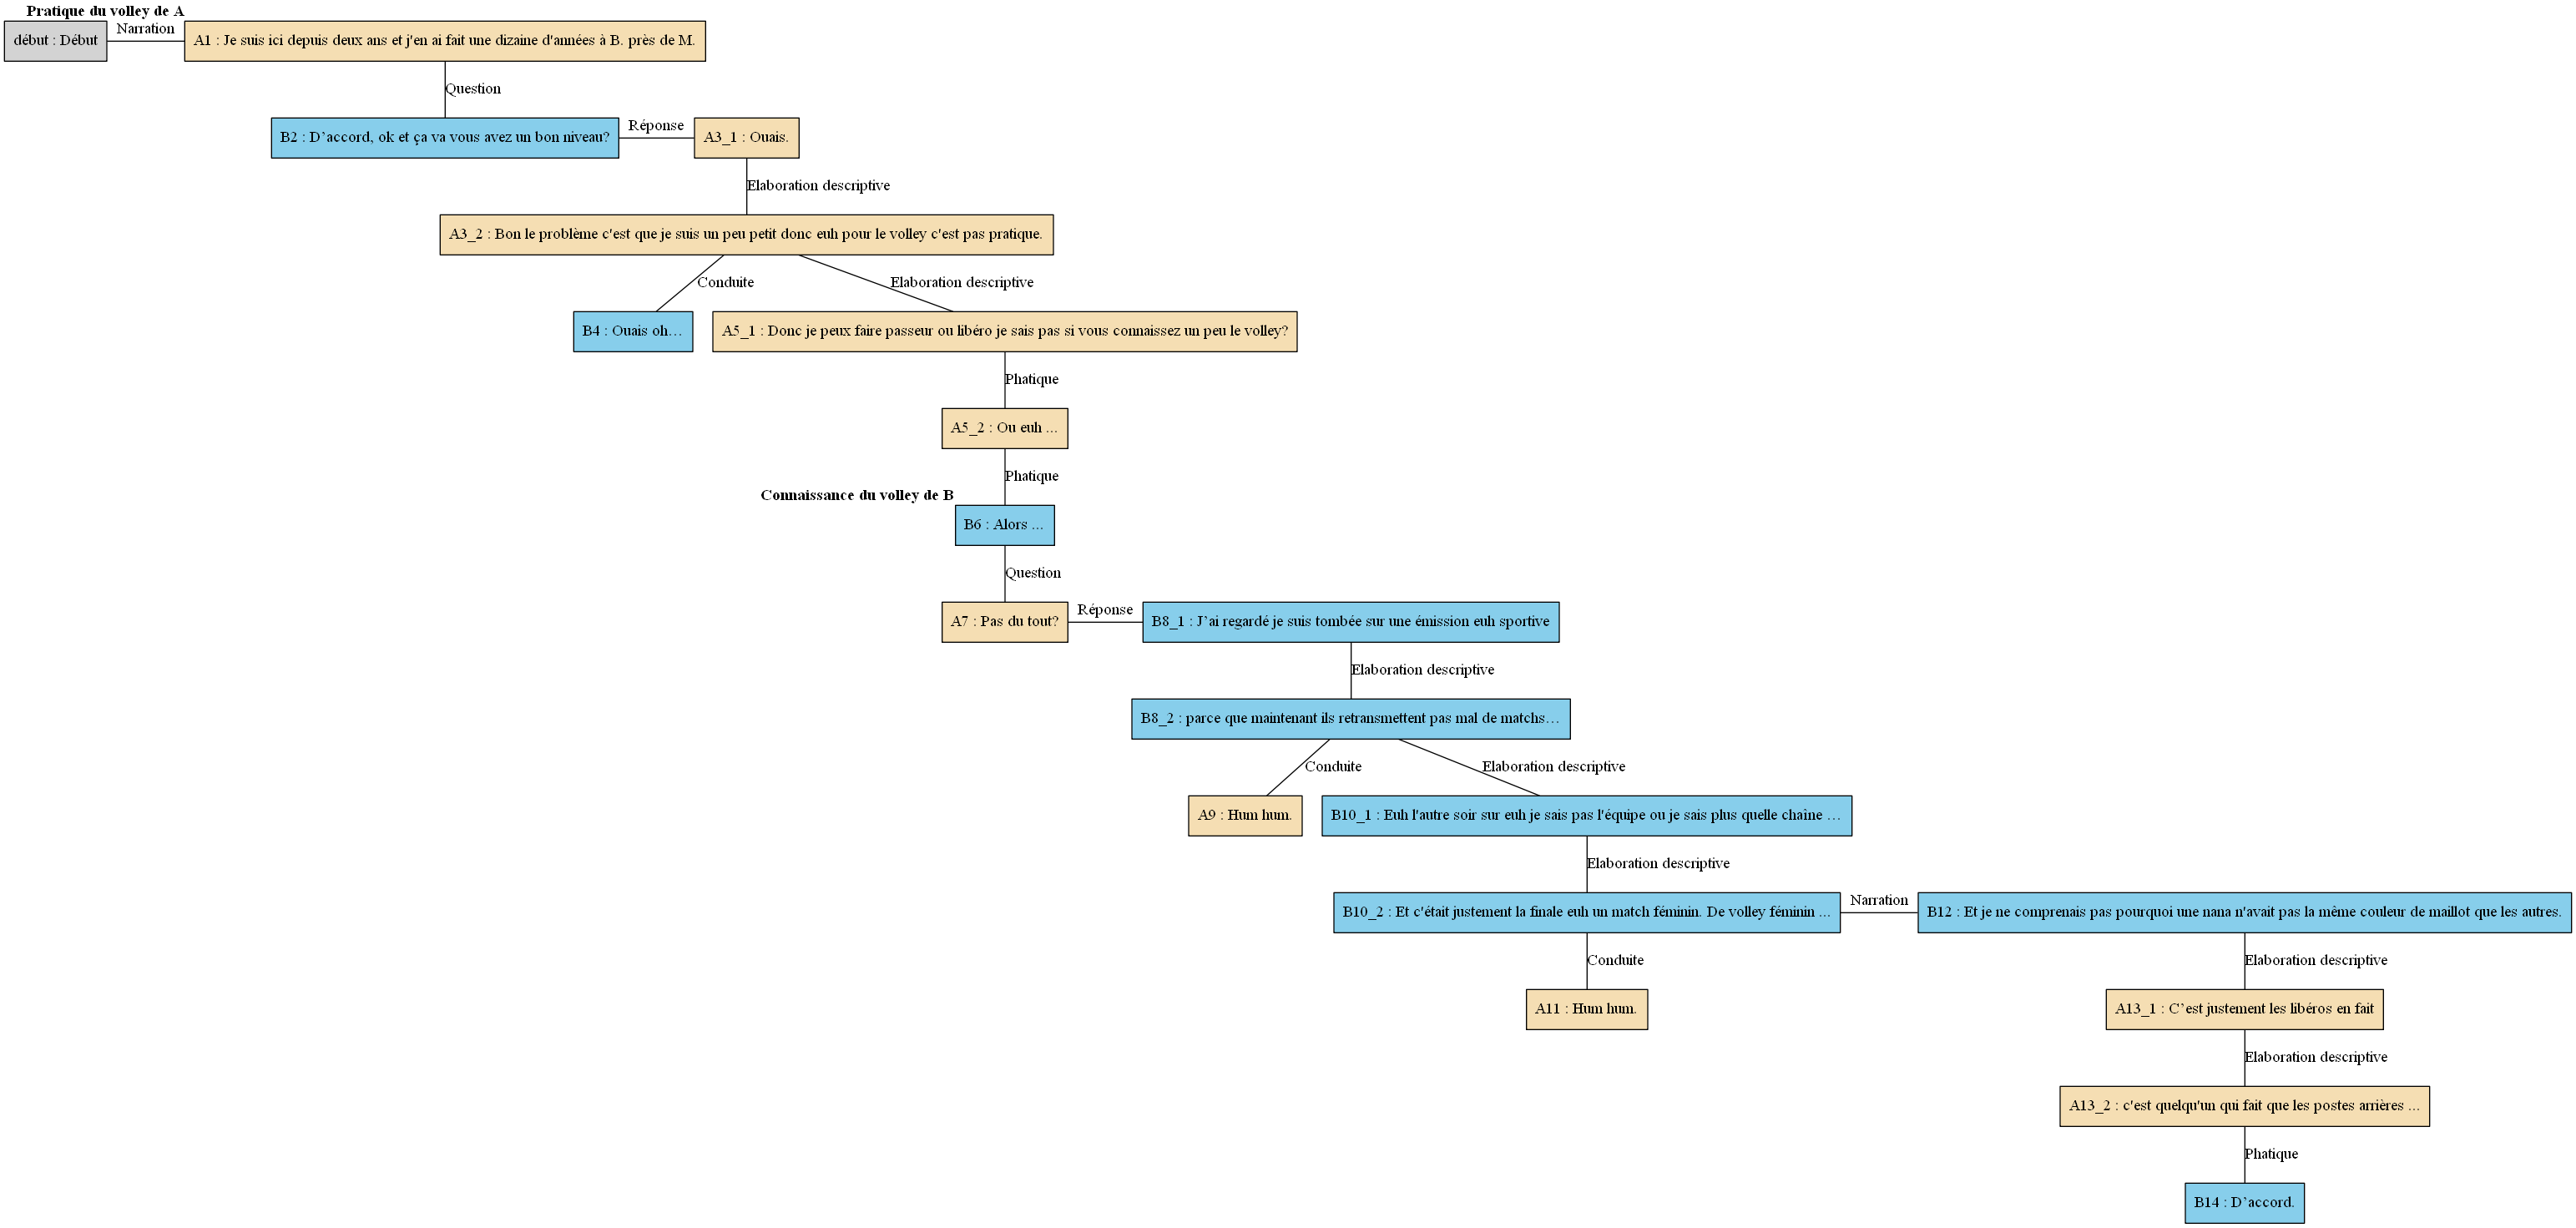 Pratique du volley de A
début : Début
Narration
A1 : Je suis ici depuis deux ans et j'en ai fait une dizaine d'années à B. près de M.
Question
B2 : D’accord, ok et ça va vous avez un bon niveau?
Réponse
A3_1 : Ouais.
Elaboration descriptive
A3_2 : Bon le problème c'est que je suis un peu petit donc euh pour le volley c'est pas pratique.
Conduite
Elaboration descriptive
B4 : Ouais oh…
A5_1 : Donc je peux faire passeur ou libéro je sais pas si vous connaissez un peu le volley?
Phatique
A5_2 : Ou euh ...
Phatique
Connaissance du volley de B
B6 : Alors ...
Question
A7 : Pas du tout?
Réponse
B8_1 : J’ai regardé je suis tombée sur une émission euh sportive
Elaboration descriptive
B8_2 : parce que maintenant ils retransmettent pas mal de matchs…
Conduite
Elaboration descriptive
A9 : Hum hum.
B10_1 : Euh l'autre soir sur euh je sais pas l'équipe ou je sais plus quelle chaîne …
Elaboration descriptive
B10_2 : Et c'était justement la finale euh un match féminin. De volley féminin ...
Narration
B12 : Et je ne comprenais pas pourquoi une nana n'avait pas la même couleur de maillot que les autres.
Conduite
Elaboration descriptive
A11 : Hum hum.
A13_1 : C’est justement les libéros en fait
Elaboration descriptive
A13_2 : c'est quelqu'un qui fait que les postes arrières ...
Phatique
B14 : D’accord.